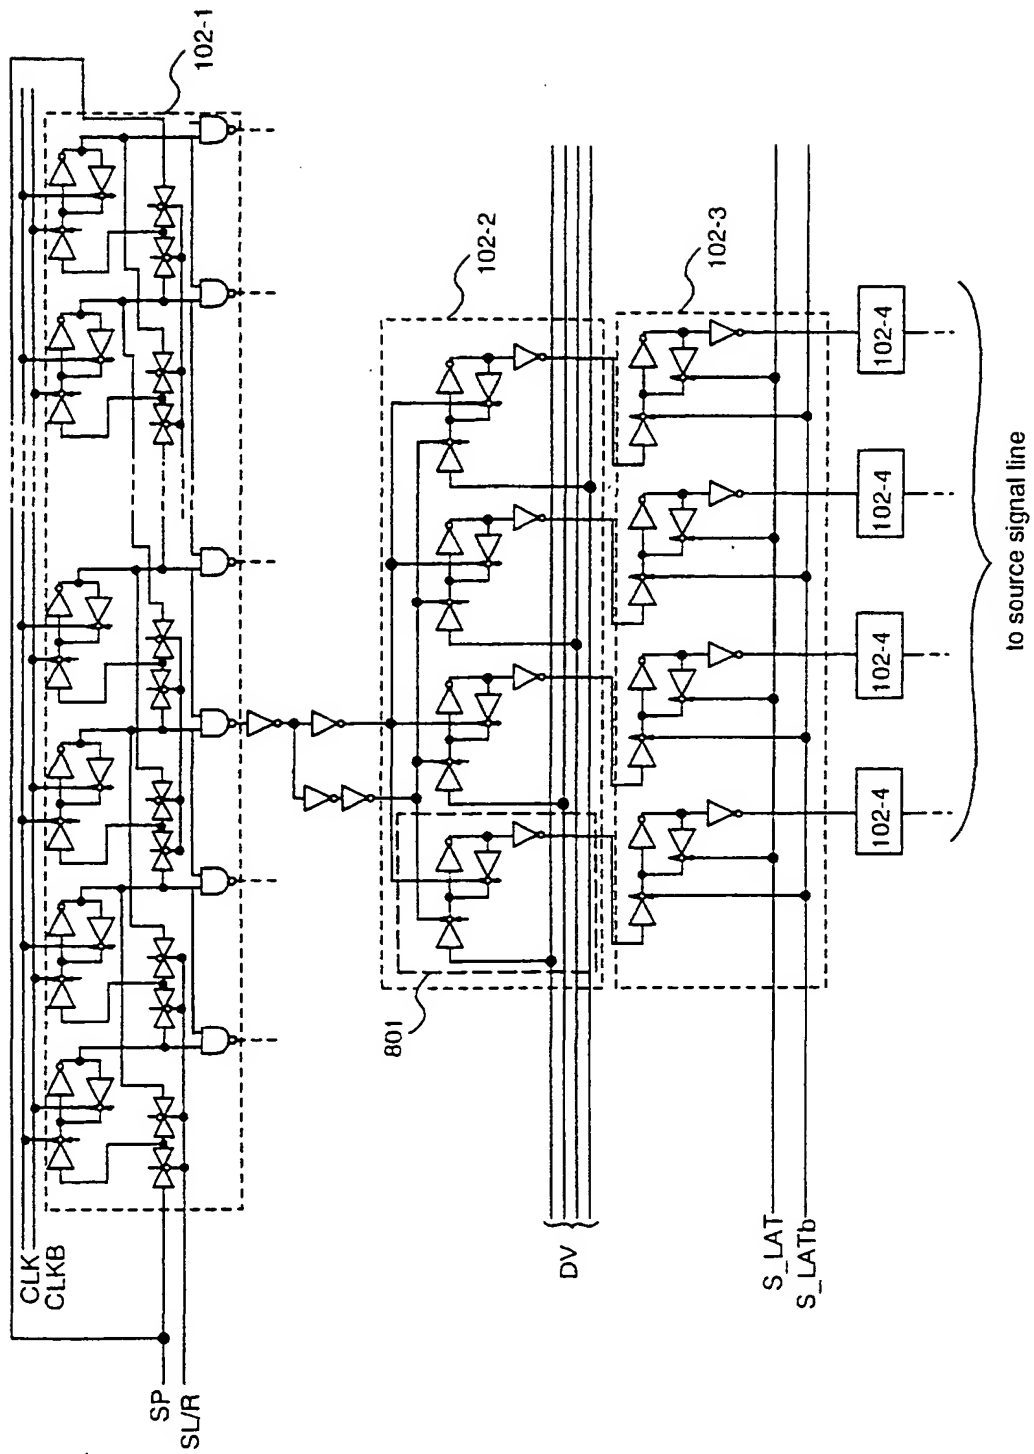 CLK
CLKB
SP
SL/R
102-1
102-2
801
DV
102-3
S_LAT
S_LATb
102-4
102-4
102-4
102-4
to source signal line